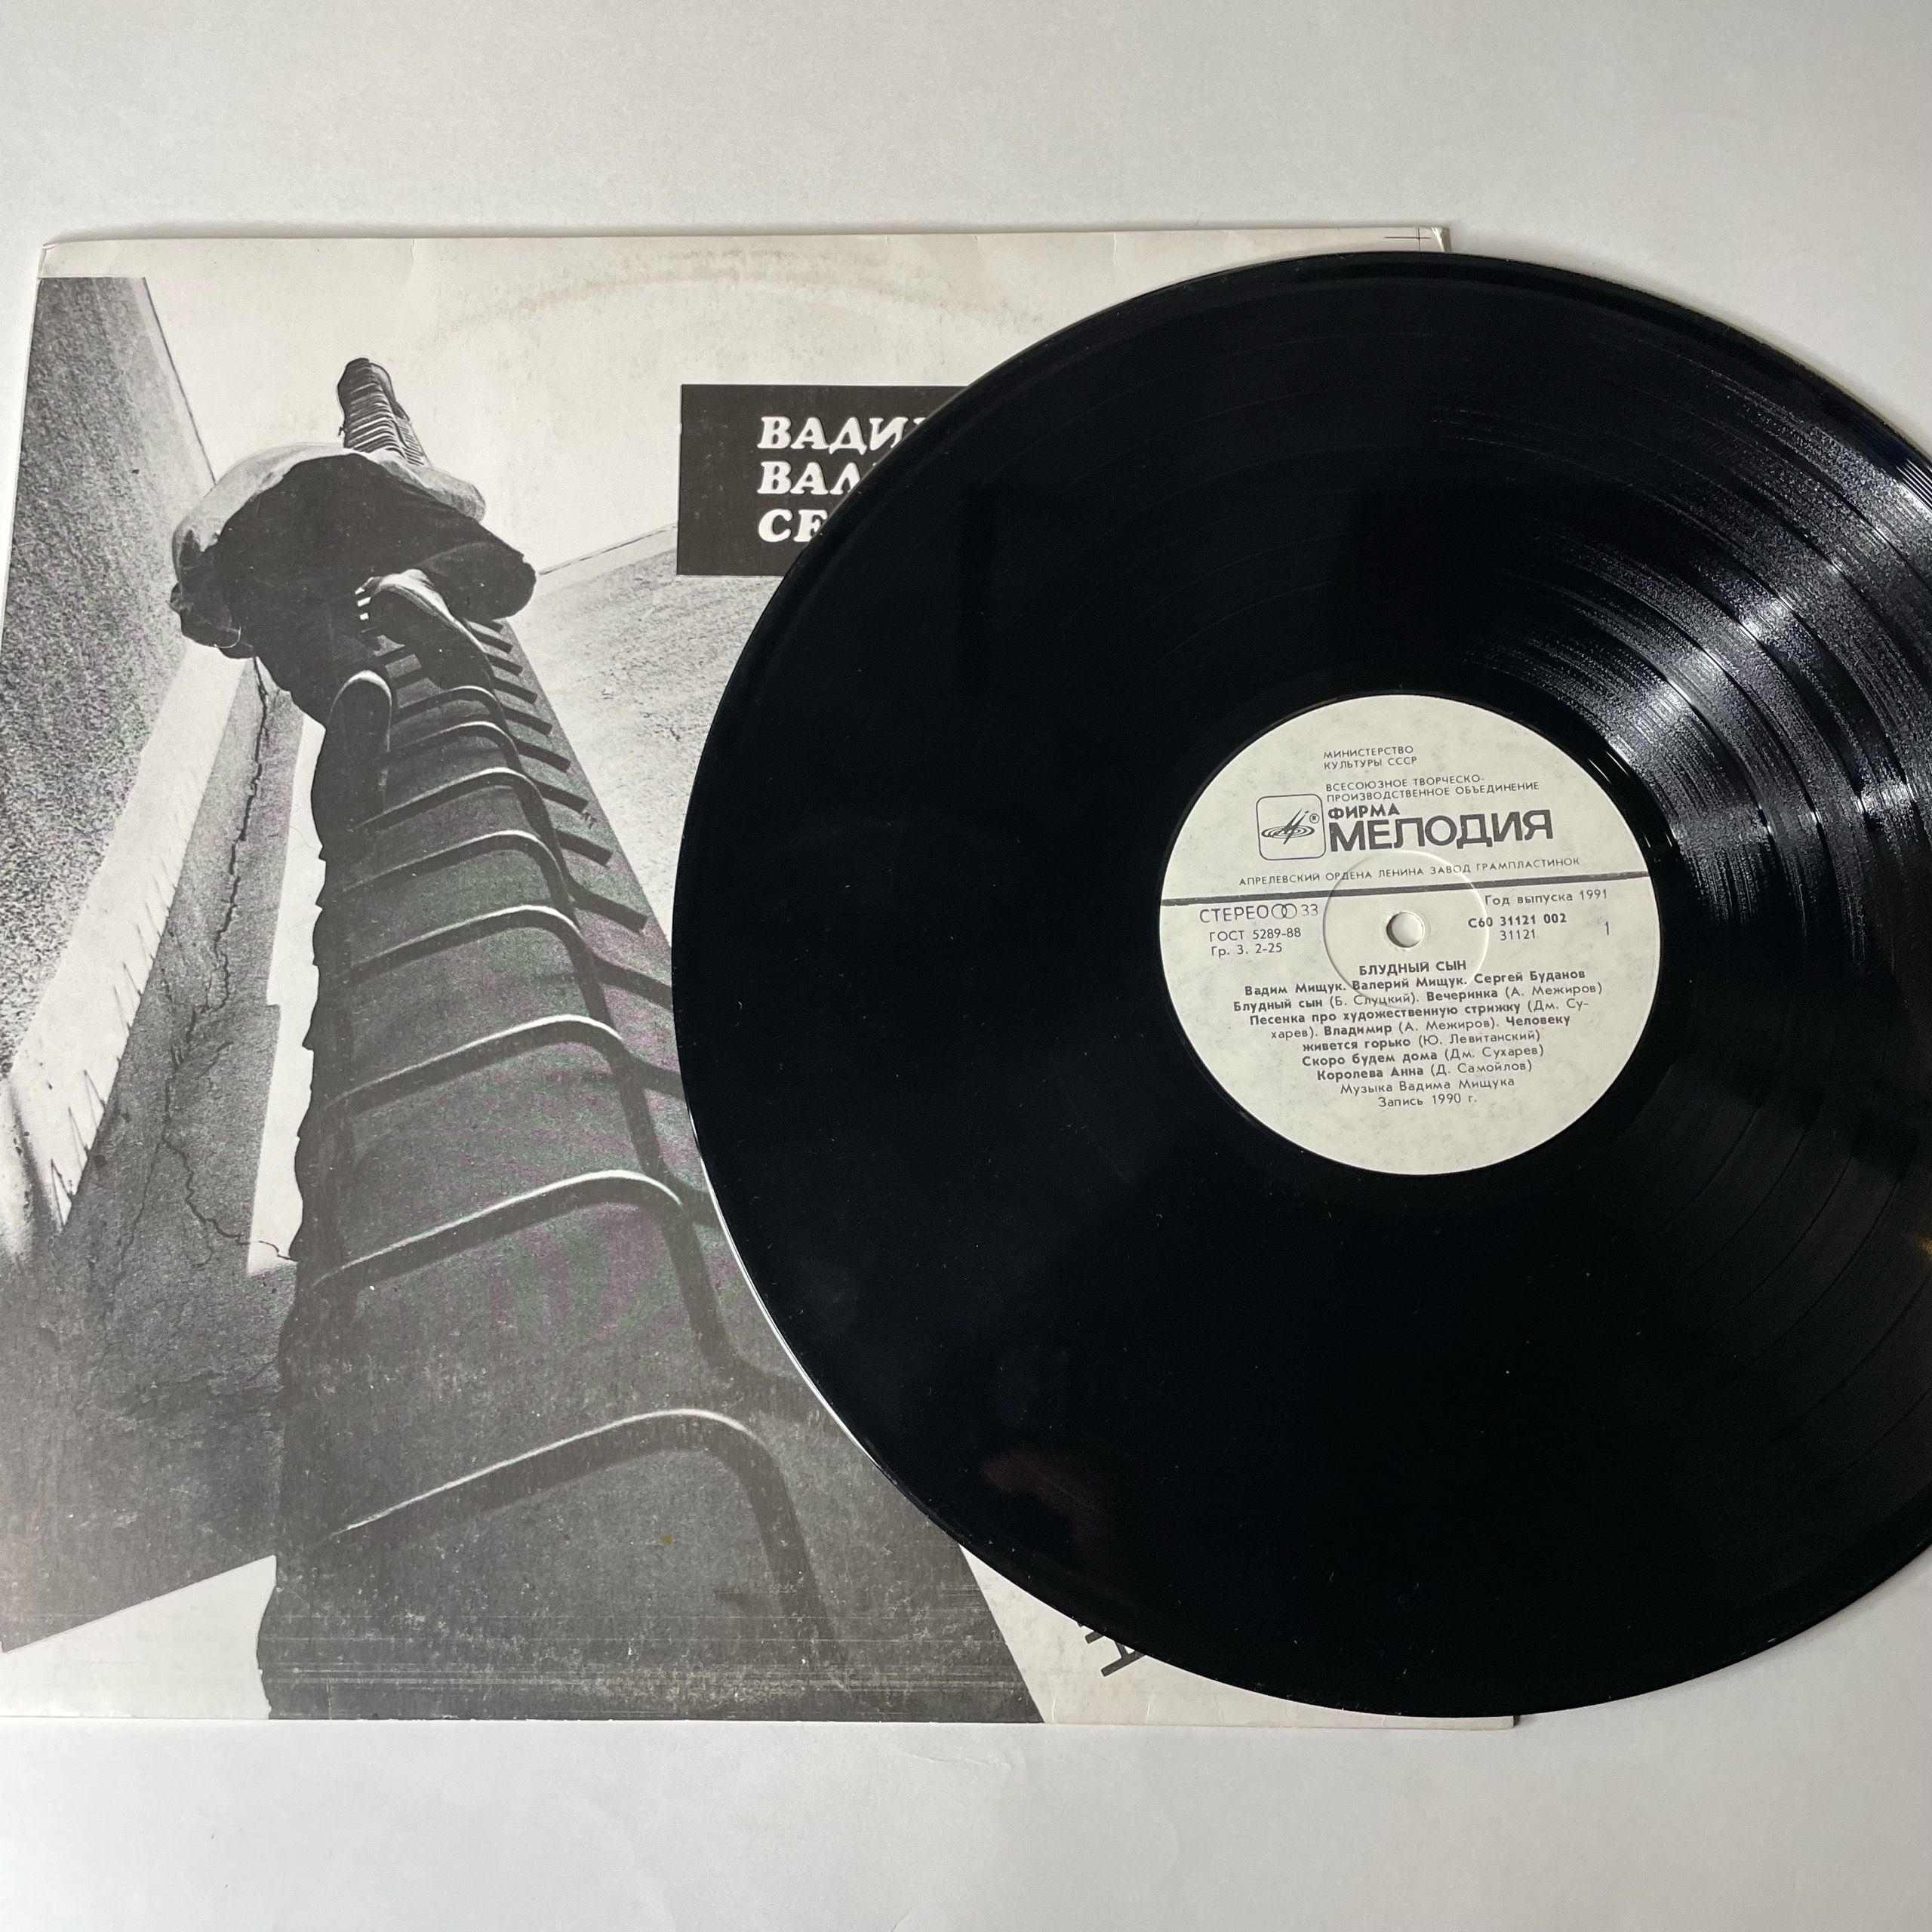 ВАДИ
ВАЛ
СЕ
МИНИСТЕРСТВО
КУЛЬТУРЫ СССР
ВСЕСОЮЗНОЕ ТВОРЧЕСКО-
ПРОИЗВОДСТВЕННОЕ ОБЪЕДИНЕНИЕ
®
ФИРМА
МЕЛОДИЯ
АПРЕЛЕВСКИЙ ОРДЕНА ЛЕНИНА ЗАВОД ГРАМПЛАСТИНОК
СТЕРЕО 33
Год выпуска 1991
ГОСТ 5289-88
С60 31121 002
Гр. 3. 2-25
31121
1
БЛУДНЫЙ СЫН
Вадим Мищук. Валерий Мищук. Сергей Буданов
Блудный сын (Б. Слуцкий). Вечеринка (А. Межиров)
Песенка про художественную стрижку (Дм. Су-
харев). Владимир (А. Межиров). Человеку
живется горько (Ю. Левитанский)
Скоро будем дома (Дм. Сухарев)
Королева Анна (Д. Самойлов)
Музыка Вадима Мищука
Запись 1990 г.